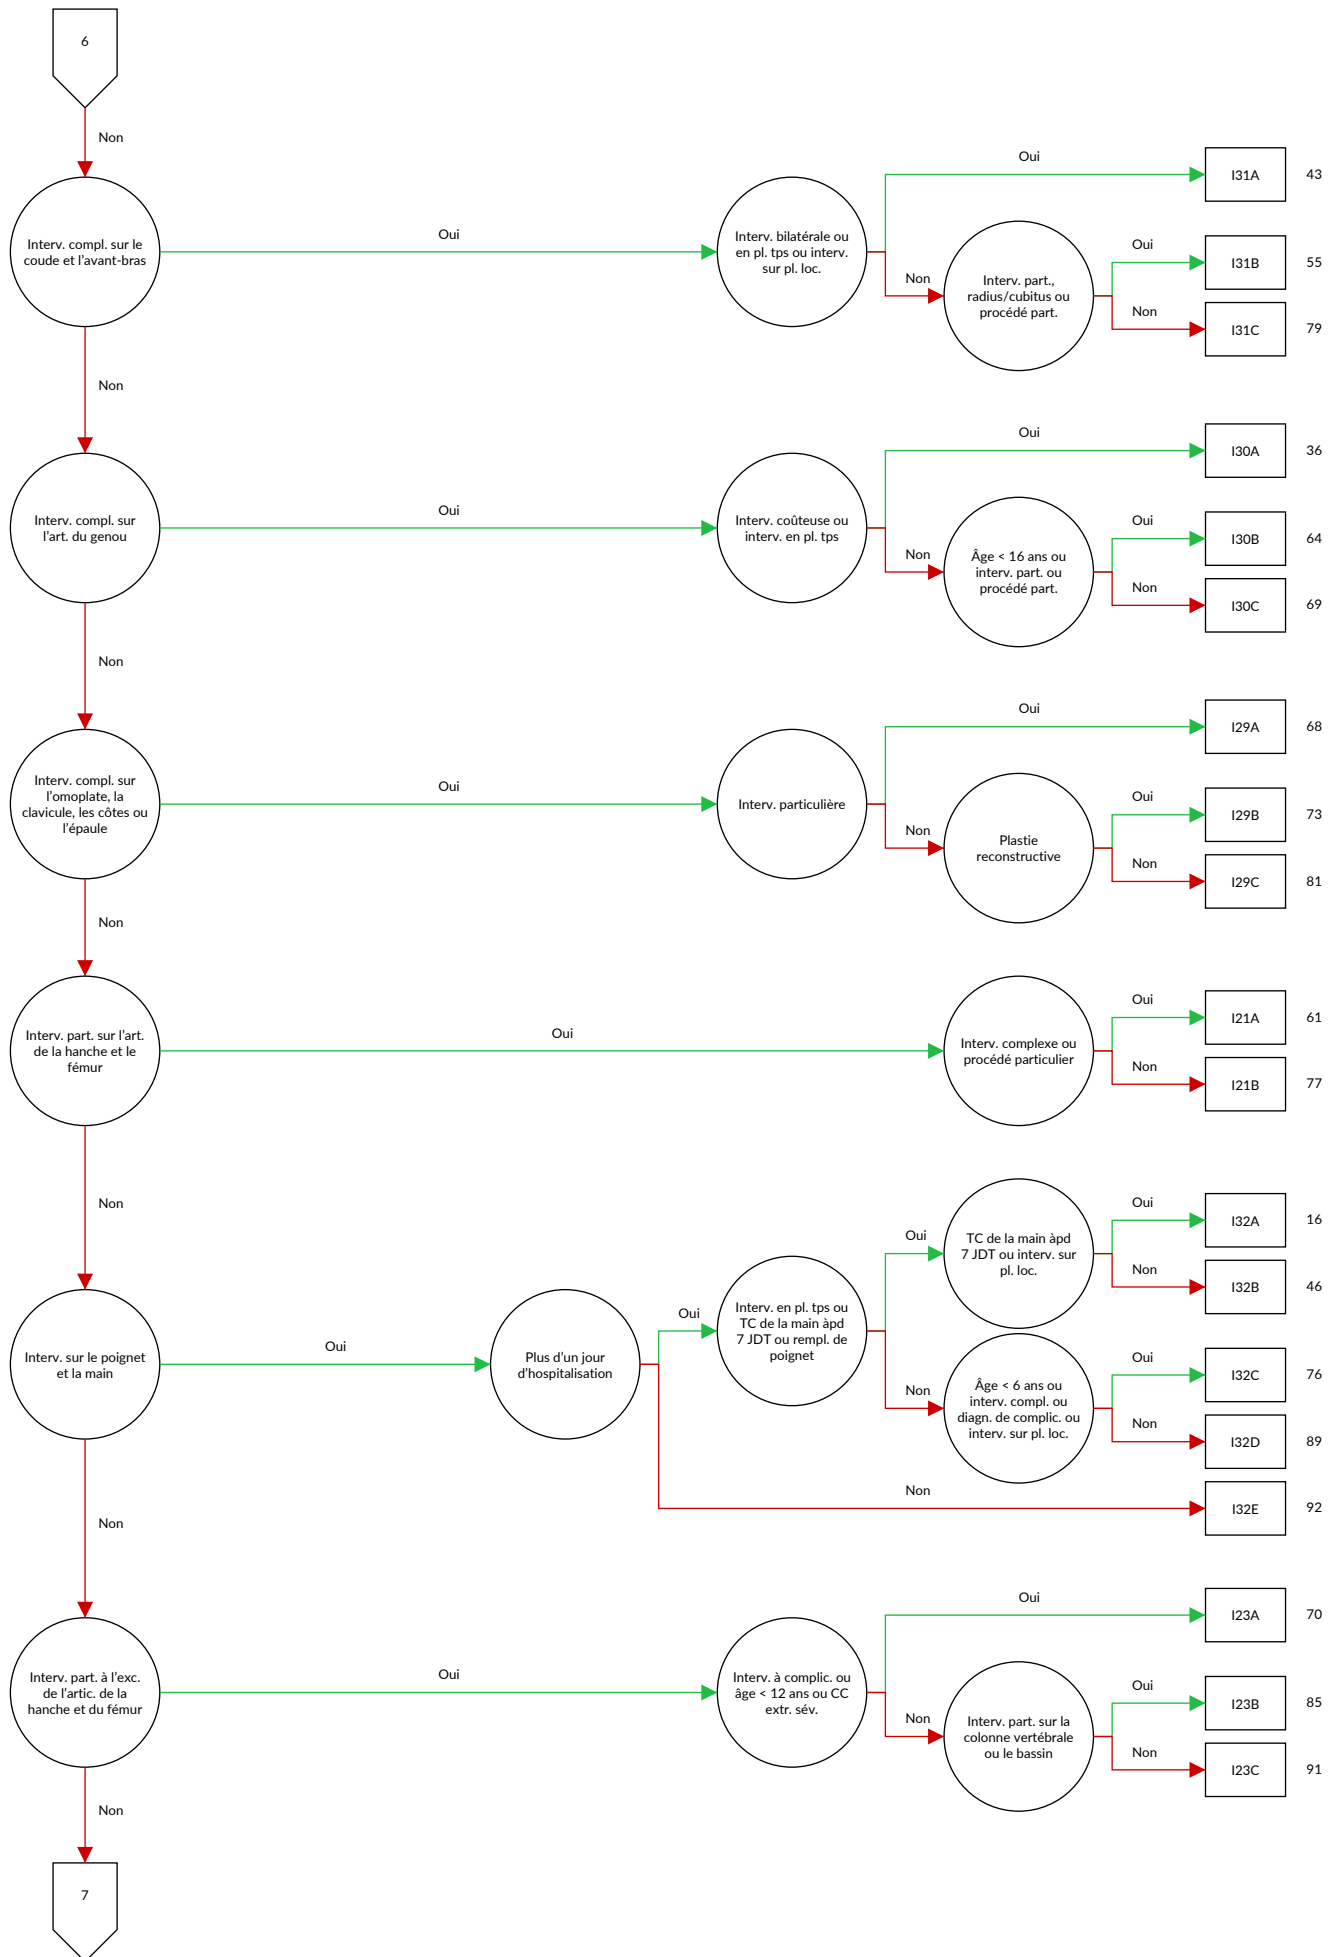 6
Non
Interv. compl. sur le
coude et l'avant-bras
Oui
Interv. bilatérale ou
en pl. tps ou interv.
sur pl. loc.
Oui
I31A
43
Non
Interv. part.,
radius/cubitus ou
procédé part.
Oui
I31B
55
Non
I31C
79
Non
Interv. compl. sur
l'art. du genou
Oui
Interv. coûteuse ou
interv. en pl. tps
Oui
I30A
36
Non
Âge < 16 ans ou
interv. part. ou
procédé part.
Oui
I30B
64
Non
I30C
69
Non
Interv. compl. sur
l'omoplate, la
clavicule, les côtes ou
l'épaule
Oui
Interv. particulière
Oui
I29A
68
Non
Plastie
reconstructive
Oui
I29B
73
Non
I29C
81
Non
Interv. part. sur l'art.
de la hanche et le
fémur
Oui
Interv. complexe ou
procédé particulier
Oui
I21A
61
Non
I21B
77
Non
Interv. sur le poignet
et la main
Oui
Plus d'un jour
d'hospitalisation
Oui
Interv. en pl. tps ou
TC de la main àpd
7 JDT ou rempl. de
poignet
Oui
TC de la main àpd
7 JDT ou interv. sur
pl. loc.
Oui
I32A
16
Non
I32B
46
Non
Âge < 6 ans ou
interv. compl. ou
diagn. de complic. ou
interv. sur pl. loc.
Oui
I32C
76
Non
I32D
89
Non
I32E
92
Non
Interv. part. à l'exc.
de l'artic. de la
hanche et du fémur
Oui
Interv. à complic. ou
âge < 12 ans ou CC
extr. sév.
Oui
I23A
70
Non
Interv. part. sur la
colonne vertébrale
ou le bassin
Oui
I23B
85
Non
I23C
91
Non
7